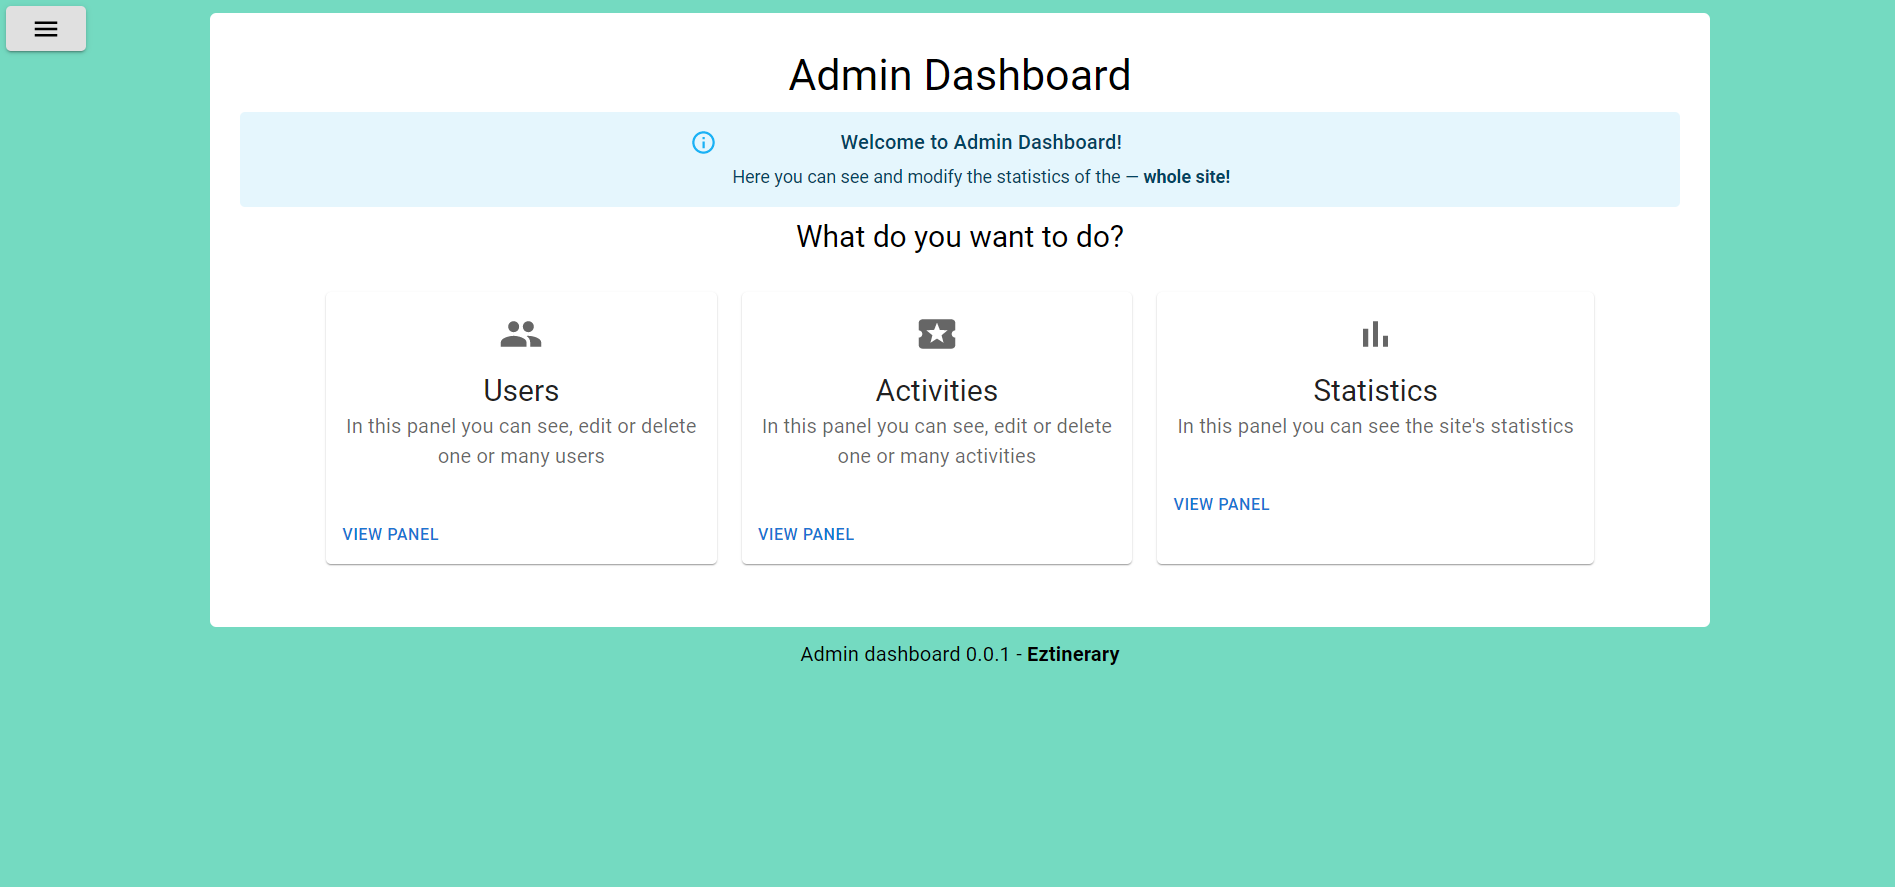 Admin Dashboard
Welcome to Admin Dashboard!
Here you can see and modify the statistics of the — whole site!
What do you want to do?
Users
In this panel you can see, edit or delete
one or many users
VIEW PANEL
Activities
In this panel you can see, edit or delete
one or many activities
VIEW PANEL
Statistics
In this panel you can see the site's statistics
VIEW PANEL
Admin dashboard 0.0.1 - Eztinerary